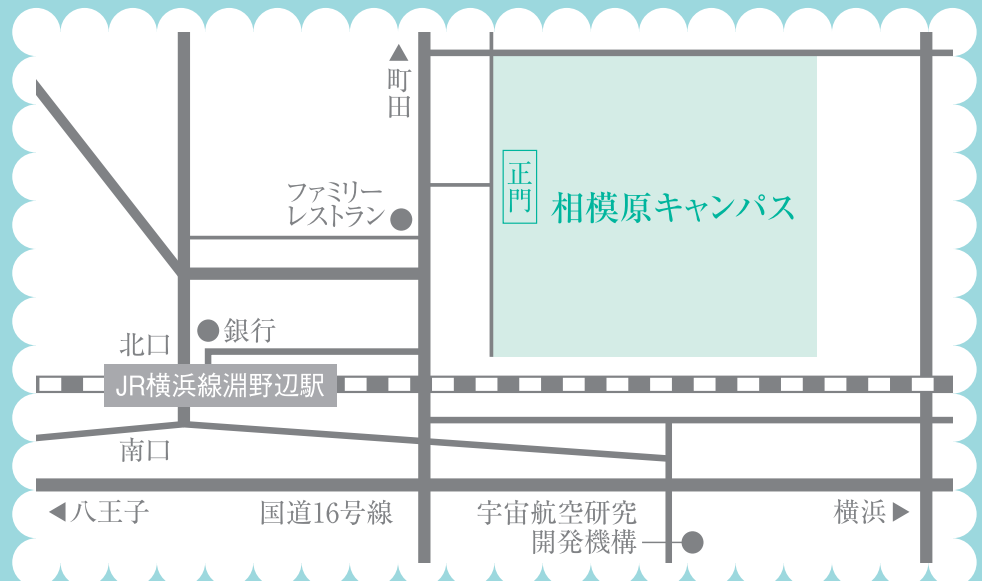 ▲
町田
ファミリー
レストラン
正門
相模原キャンパス
北口
銀行
JR横浜線淵野辺駅
南口
◀八王子
国道16号線
宇宙航空研究
開発機構
横浜▶